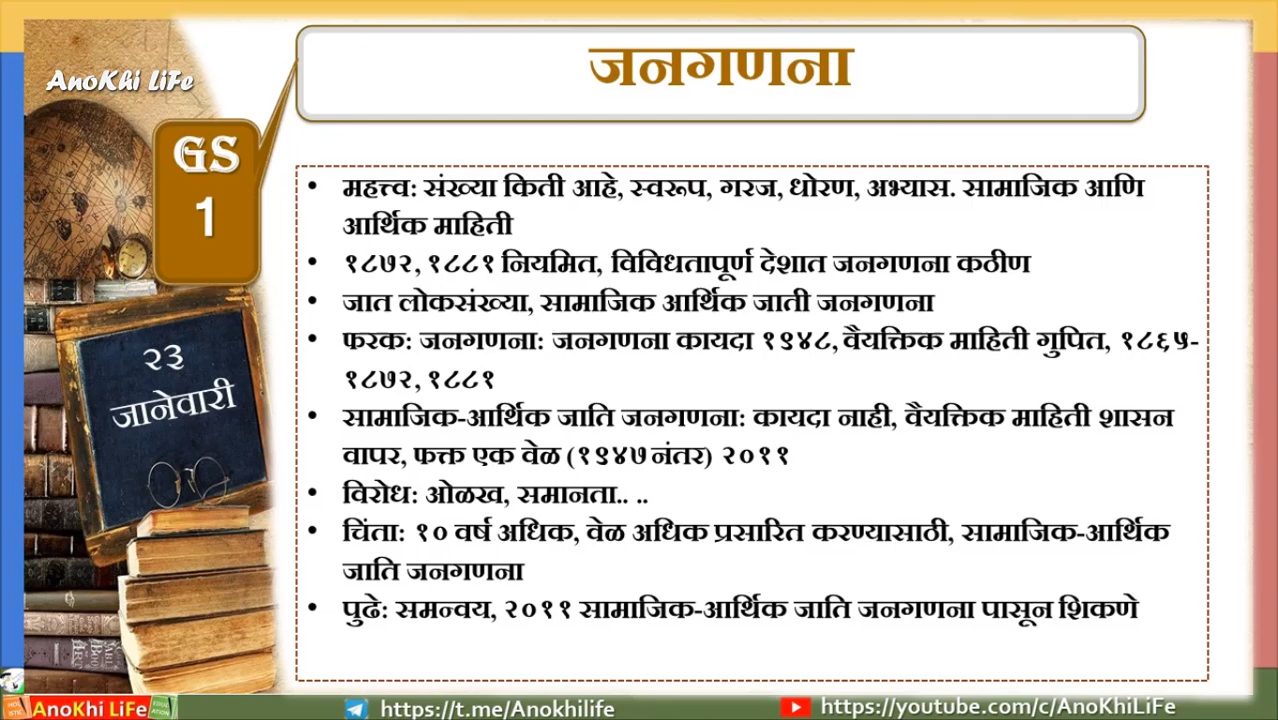 जनगणना
AnoKhi LiFe
GS
1
• महत्त्व: संख्या किती आहे, स्वरूप, गरज, धोरण, अभ्यास. सामाजिक आणि
आर्थिक माहिती
• १८७२, १८८१ नियमित, विविधतापूर्ण देशात जनगणना कठीण
• जात लोकसंख्या, सामाजिक आर्थिक जाती जनगणना
• फरक: जनगणना: जनगणना कायदा १९४८, वैयक्तिक माहिती गुपित, १८६५-
१८७२, १८८१
• सामाजिक-आर्थिक जाति जनगणना: कायदा नाही, वैयक्तिक माहिती शासन
वापर, फक्त एक वेळ (१९४७ नंतर) २०११
• विरोध: ओळख, समानता.. ..
• चिंता: १० वर्ष अधिक, वेळ अधिक प्रसारित करण्यासाठी, सामाजिक-आर्थिक
जाति जनगणना
• पुढे: समन्वय, २०११ सामाजिक-आर्थिक जाति जनगणना पासून शिकणे
२३
जानेवारी
AnoKhi LiFe
https://t.me/Anokhilife
https://youtube.com/c/AnoKhiLiFe